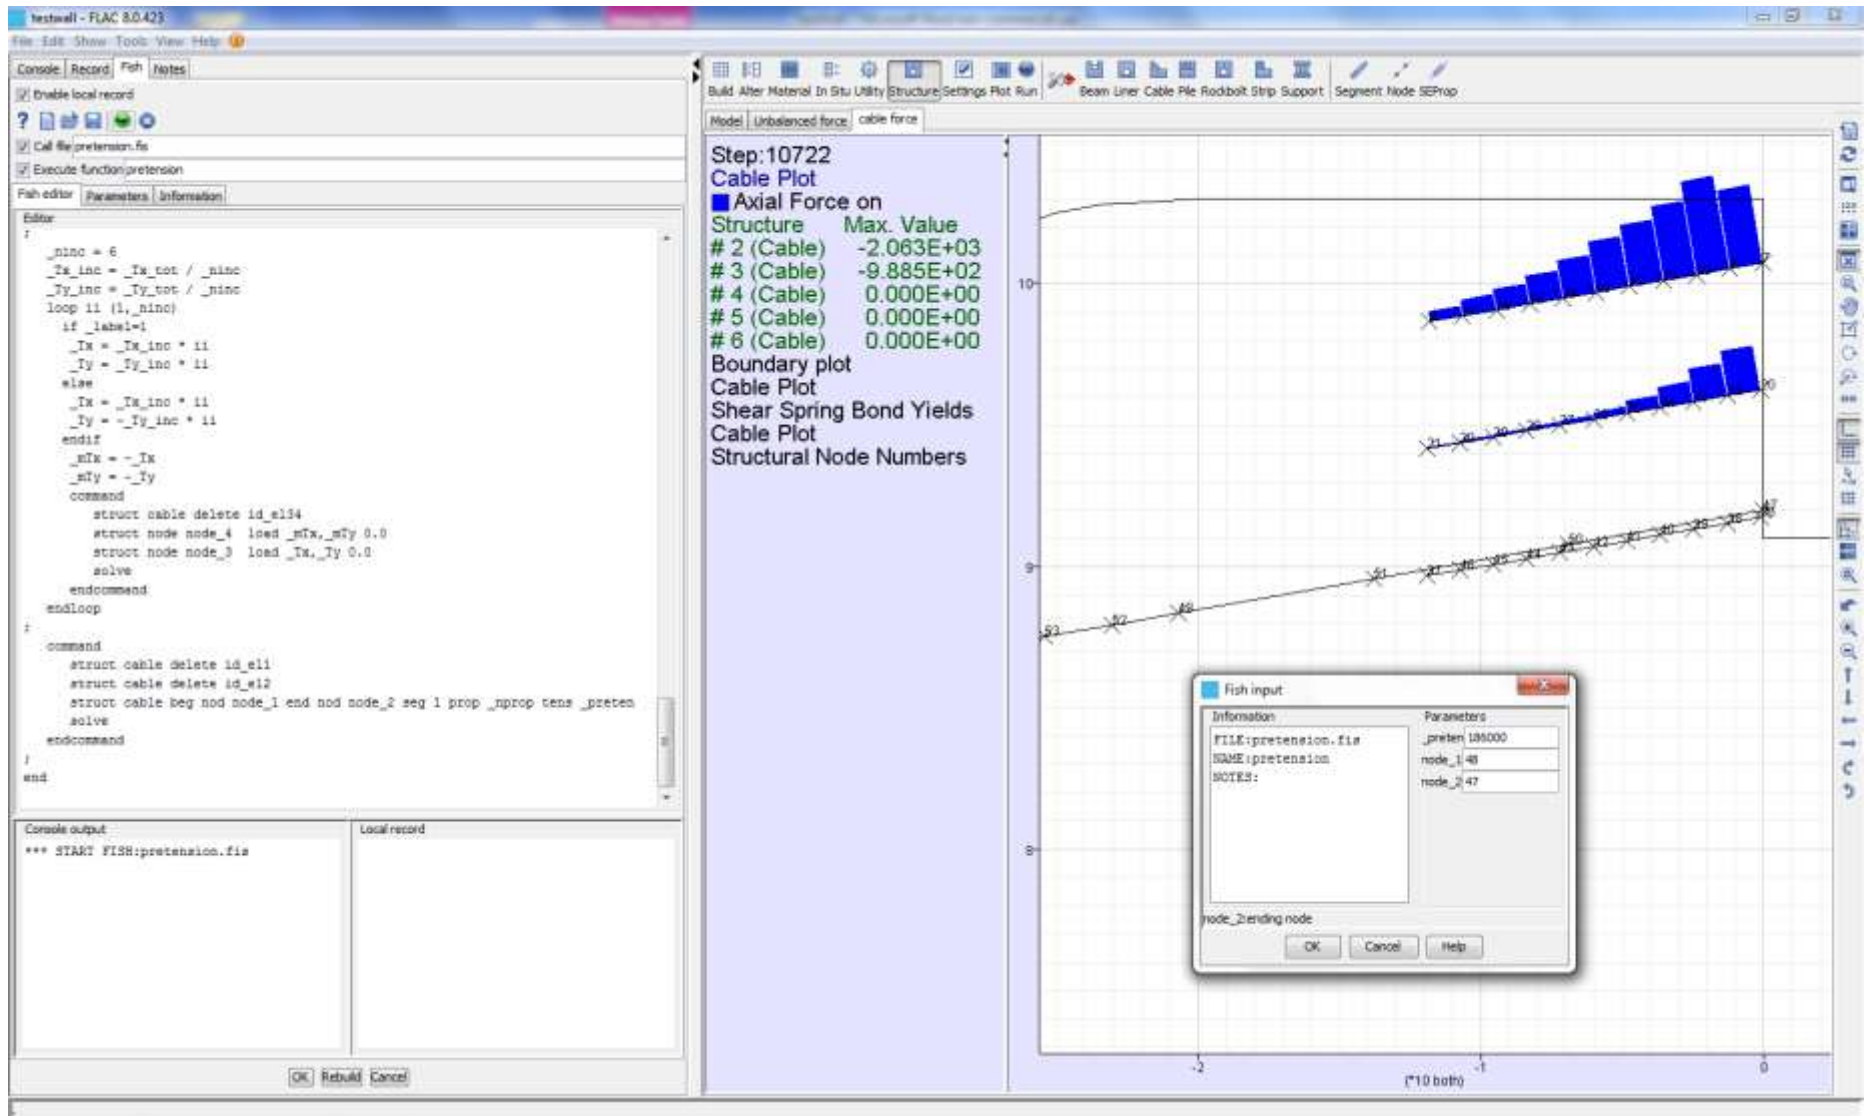 testwall - FLAC 8.0.423
File Edit Show Tools View Help
Console Record Fish Notes
Enable local record
Call file pretension.fis
Execute function pretension
Fish editor Parameters Information
Editor
;
_ninc = 6
_Tx_inc = _Tx_tot / _ninc
_Ty_inc = _Ty_tot / _ninc
loop ii (1,_ninc)
if _label=1
_Tx = _Tx_inc * ii
_Ty = _Ty_inc * ii
else
_Tx = _Tx_inc * ii
_Ty = -_Ty_inc * ii
endif
_mTx = -_Tx
_mTy = -_Ty
command
struct cable delete id_el34
struct node node_4 load _mTx,_mTy 0.0
struct node node_3 load _Tx,_Ty 0.0
solve
endcommand
endloop
;
command
struct cable delete id_el1
struct cable delete id_el2
struct cable beg nod node_1 end nod node_2 seg 1 prop _nprop tens _preten
solve
endcommand
;
end
Console output
*** START FISH:pretension.fis
Local record
OK Rebuild Cancel
Build Alter Material In Situ Utility Structure Settings Plot Run Beam Liner Cable Pile Rockbolt Strip Support Segment Node SEProp
Model Unbalanced force cable force
Step:10722
Cable Plot
Axial Force on
Structure Max. Value
# 2 (Cable) -2.063E+03
# 3 (Cable) -9.885E+02
# 4 (Cable) 0.000E+00
# 5 (Cable) 0.000E+00
# 6 (Cable) 0.000E+00
Boundary plot
Cable Plot
Shear Spring Bond Yields
Cable Plot
Structural Node Numbers
10
9
8
53 52 48 51
47
-2 -1 0
(*10 both)
Fish input
Information
FILE:pretension.fis
NAME:pretension
NOTES:
Parameters
_preten 186000
node_1 48
node_2 47
node_2:ending node
OK Cancel Help